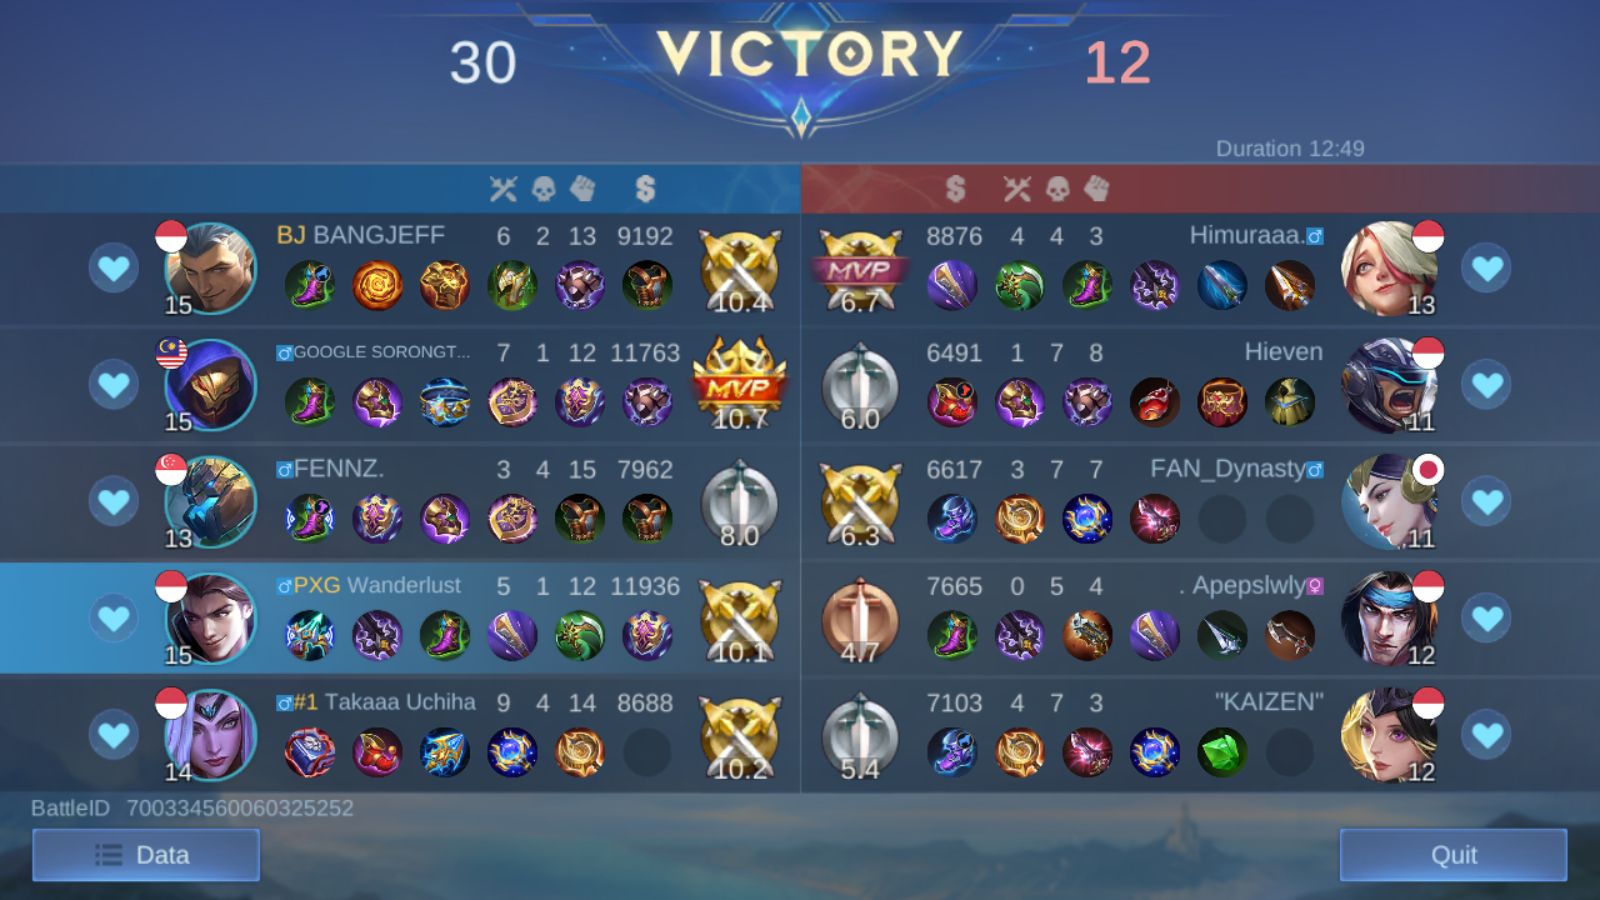 30 VICTORY 12
Duration 12:49
BJ BANGJEFF 6 2 13 9192
15 10.4
8876 4 4 3 Himuraaa.
MVP 6.7 13
GOOGLE SORONGT... 7 1 12 11763
15 MVP 10.7
6491 1 7 8 Hieven
6.0 11
FENNZ. 3 4 15 7962
13 8.0
6617 3 7 7 FAN_Dynasty
6.3 11
PXG Wanderlust 5 1 12 11936
15 10.1
7665 0 5 4 . Apepslwly
4.7 12
#1 Takaaa Uchiha 9 4 14 8688
14 10.2
7103 4 7 3 "KAIZEN"
5.4 12
BattleID 700334560060325252
Data
Quit